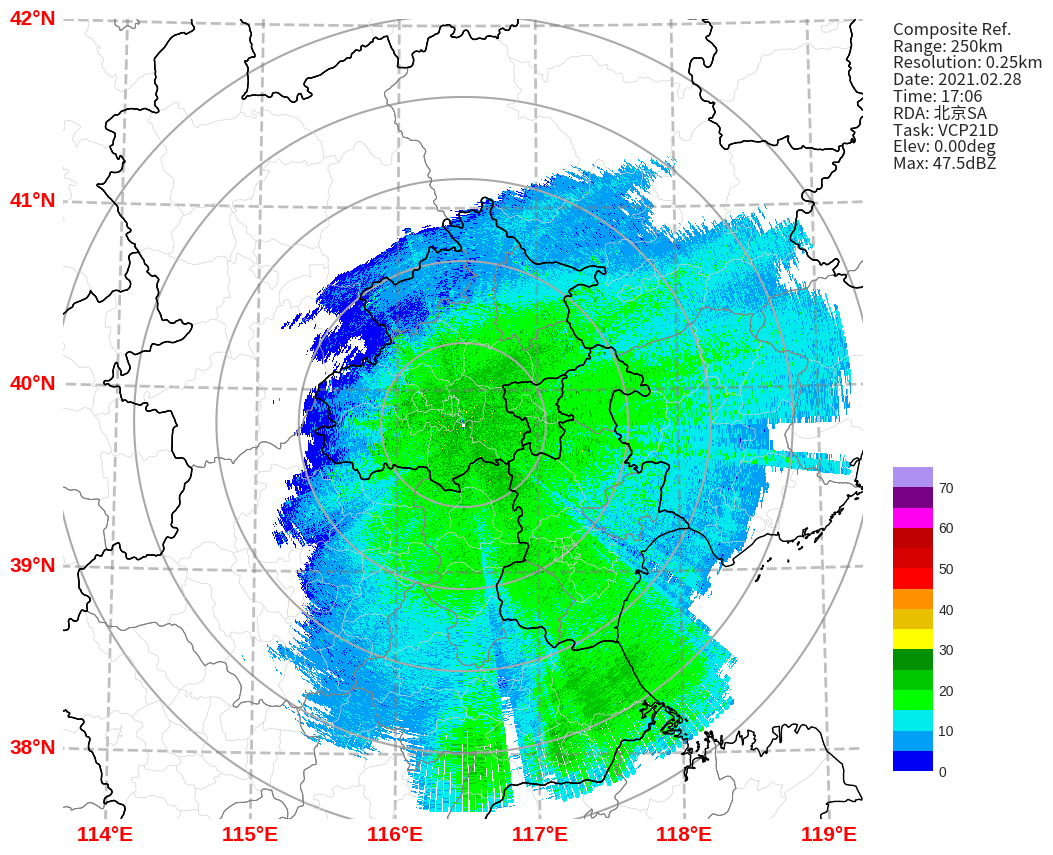 42°N
41°N
40°N
39°N
38°N
114°E 115°E 116°E 117°E 118°E 119°E
Composite Ref.
Range: 250km
Resolution: 0.25km
Date: 2021.02.28
Time: 17:06
RDA: 北京SA
Task: VCP21D
Elev: 0.00deg
Max: 47.5dBZ
70
60
50
40
30
20
10
0